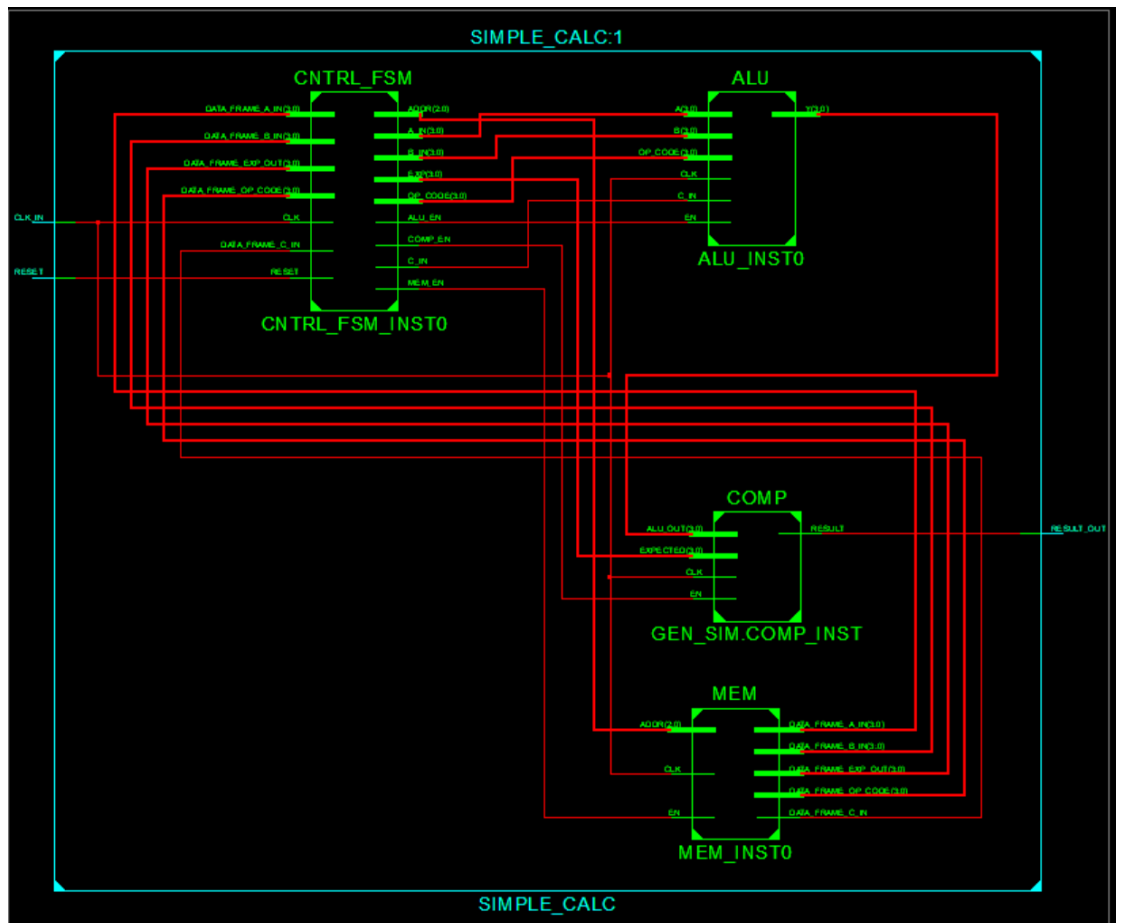 SIMPLE_CALC:1
CNTRL_FSM
DATA_FRAME_A_IN(3:0)
DATA_FRAME_B_IN(3:0)
DATA_FRAME_EXP_OUT(3:0)
DATA_FRAME_OP_CODE(3:0)
CLK
DATA_FRAME_C_IN
RESET
ADDR(2:0)
A_IN(3:0)
B_IN(3:0)
EXP(3:0)
OP_CODE(3:0)
ALU_EN
COMP_EN
C_IN
MEM_EN
CNTRL_FSM_INST0
ALU
A(3:0)
B(3:0)
OP_CODE(3:0)
CLK
C_IN
EN
Y(3:0)
ALU_INST0
CLK_IN
RESET
COMP
ALU_OUT(3:0)
EXPECTED(3:0)
CLK
EN
RESULT
GEN_SIM.COMP_INST
RESULT_OUT
MEM
ADDR(2:0)
CLK
EN
DATA_FRAME_A_IN(3:0)
DATA_FRAME_B_IN(3:0)
DATA_FRAME_EXP_OUT(3:0)
DATA_FRAME_OP_CODE(3:0)
DATA_FRAME_C_IN
MEM_INST0
SIMPLE_CALC